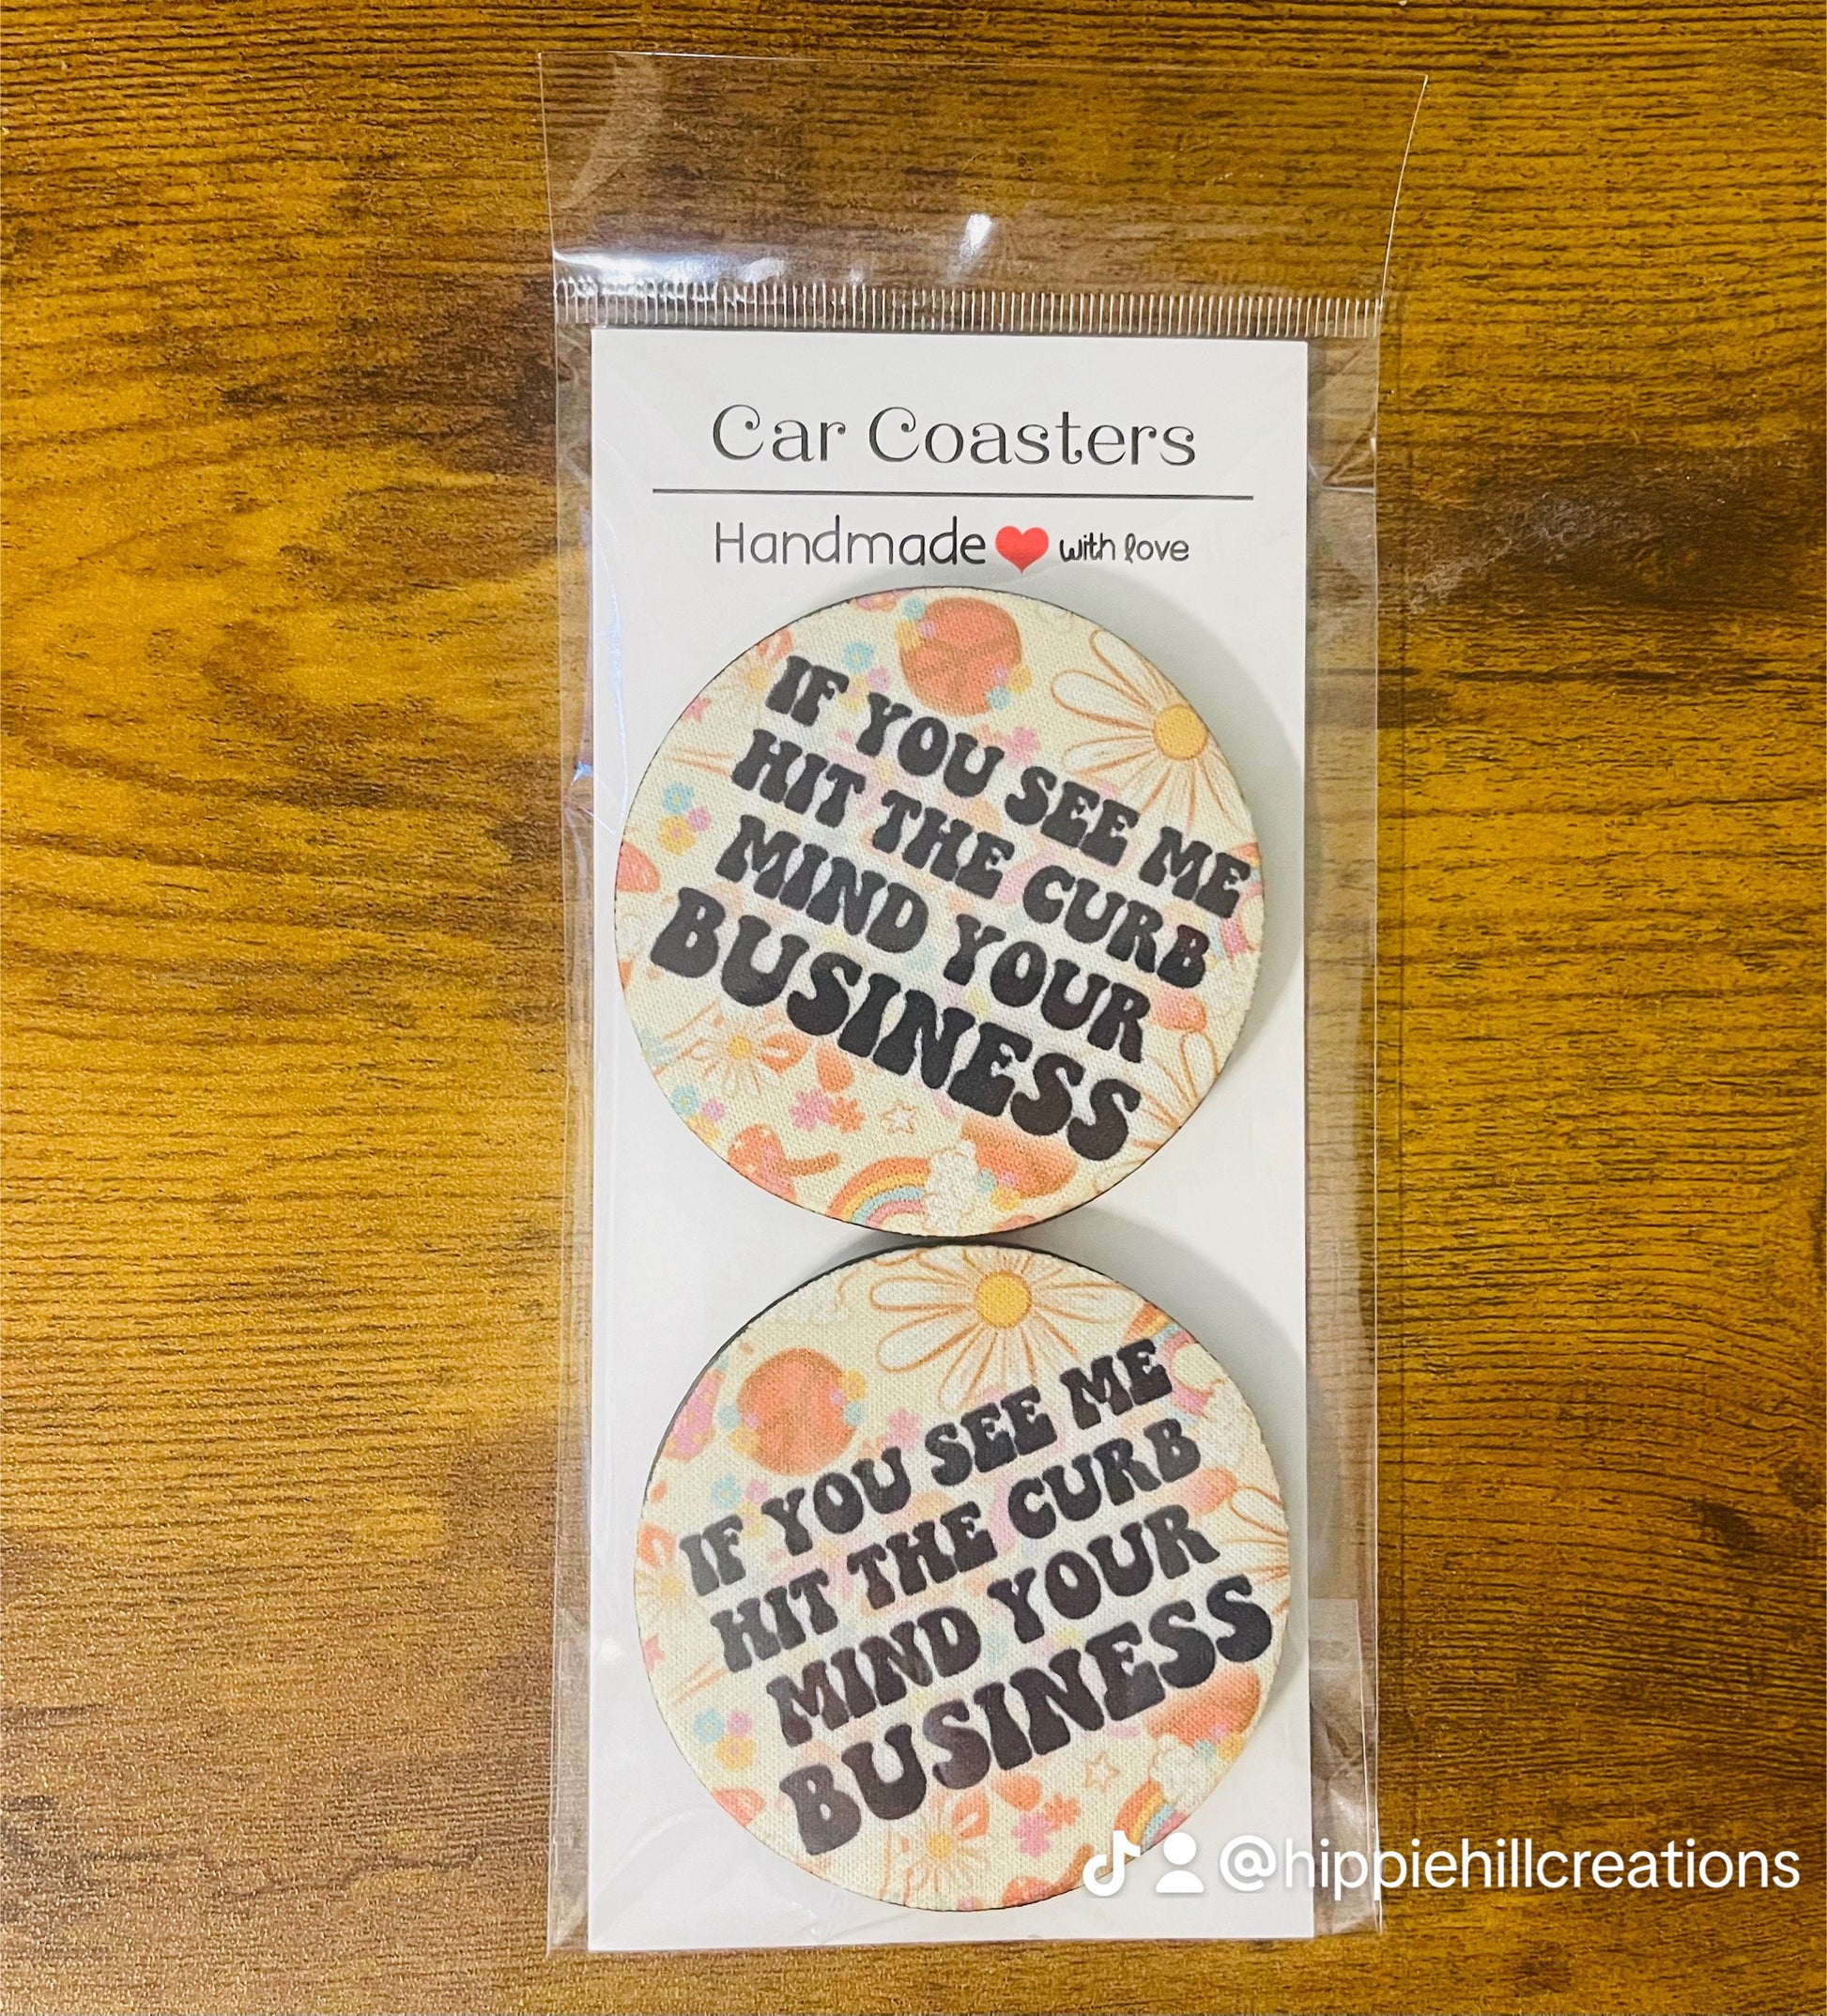 Car Coasters
Handmade ❤ with love
IF YOU SEE ME
HIT THE CURB
MIND YOUR
BUSINESS
IF YOU SEE ME
HIT THE CURB
MIND YOUR
BUSINESS
@hippiehillcreations